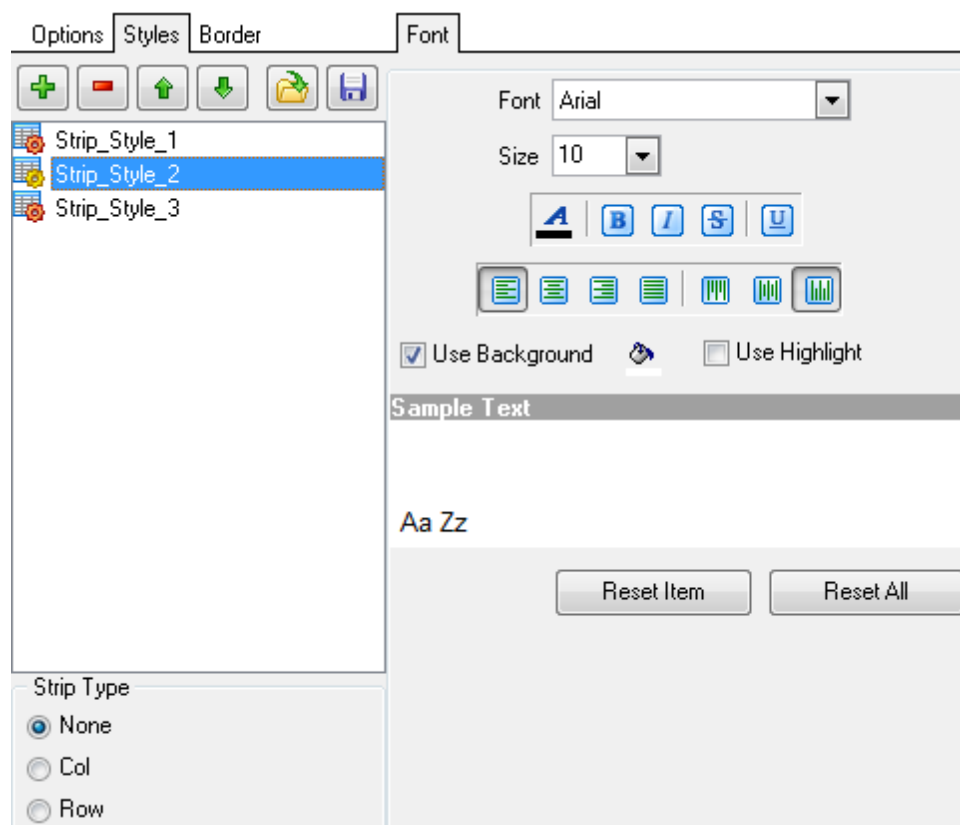 Options Styles Border
Font
Strip_Style_1
Strip_Style_2
Strip_Style_3
Strip Type
None
Col
Row
Font Arial
Size 10
A B I S U
Use Background Use Highlight
Sample Text
Aa Zz
Reset Item Reset All